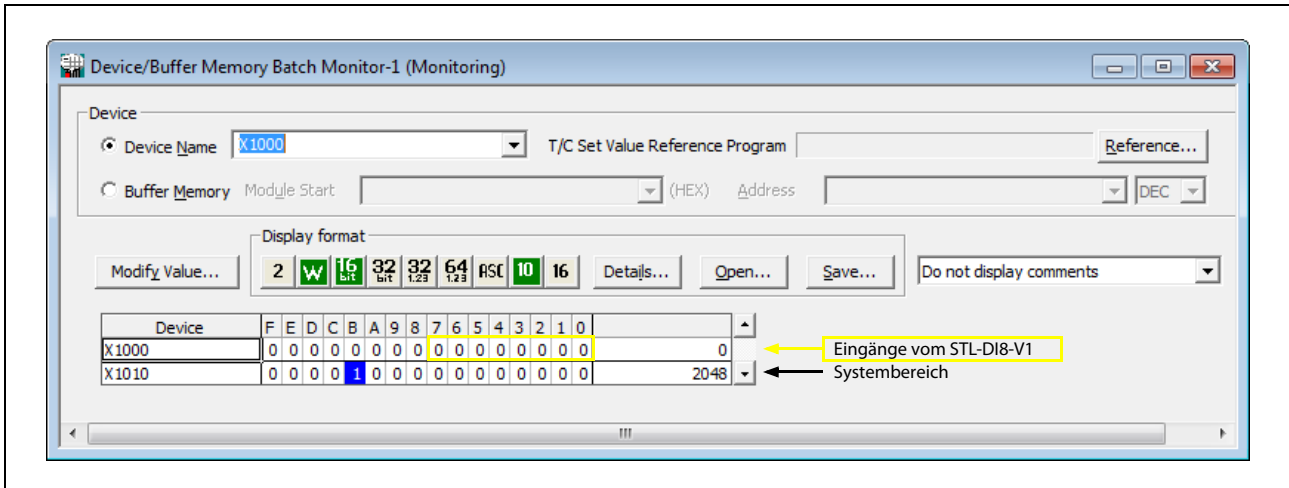 Device/Buffer Memory Batch Monitor-1 (Monitoring)
Device
Device Name X1000 T/C Set Value Reference Program Reference...
Buffer Memory Module Start (HEX) Address DEC
Display format
Modify Value... 2 W 16 bit 32 bit 32 1.23 64 1.23 ASC 10 16 Details... Open... Save... Do not display comments
Device F E D C B A 9 8 7 6 5 4 3 2 1 0
X1000 0 0 0 0 0 0 0 0 0 0 0 0 0 0 0 0 0 Eingänge vom STL-DI8-V1
X1010 0 0 0 0 1 0 0 0 0 0 0 0 0 0 0 0 2048 Systembereich